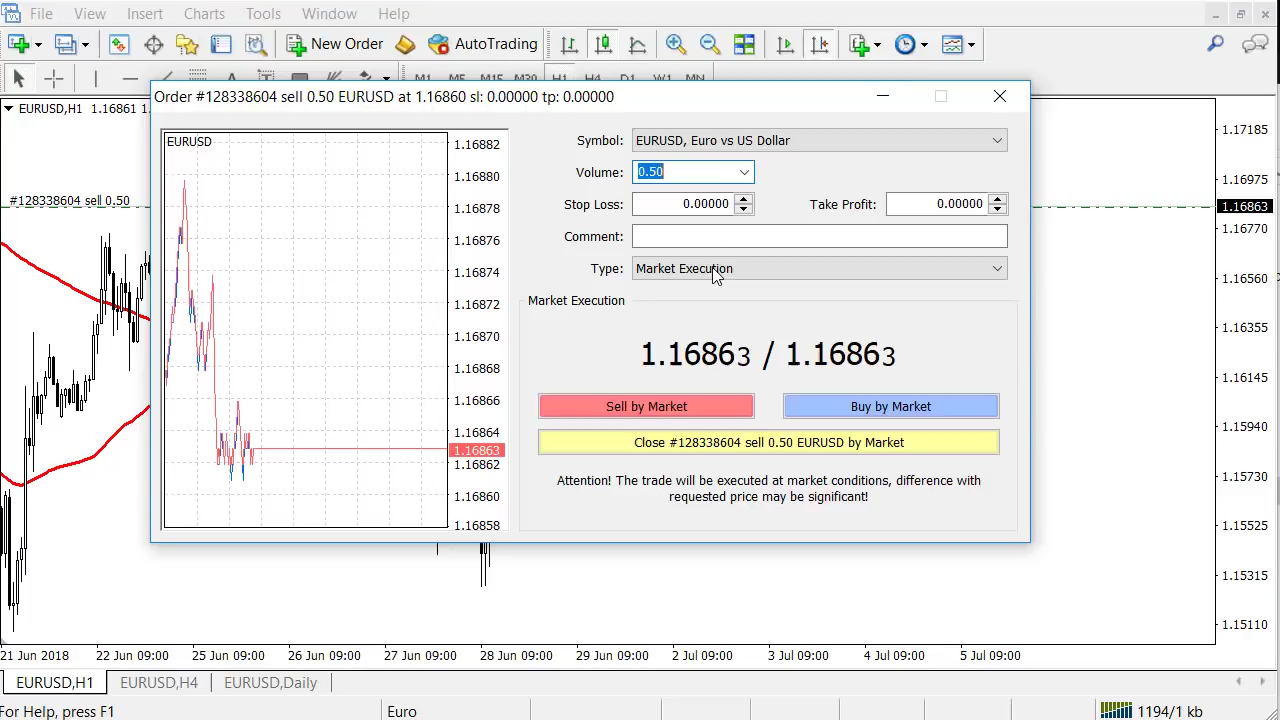 File View Insert Charts Tools Window Help
New Order AutoTrading
M1 M5 M15 M30 H1 H4 D1 W1 MN
Order #128338604 sell 0.50 EURUSD at 1.16860 sl: 0.00000 tp: 0.00000
EURUSD,H1 1.16861 1.
#128338604 sell 0.50
EURUSD
1.16882
1.16880
1.16878
1.16876
1.16874
1.16872
1.16870
1.16868
1.16866
1.16864
1.16863
1.16862
1.16860
1.16858
Symbol: EURUSD, Euro vs US Dollar
Volume: 0.50
Stop Loss: 0.00000 Take Profit: 0.00000
Comment:
Type: Market Execution
Market Execution
1.16863 / 1.16863
Sell by Market Buy by Market
Close #128338604 sell 0.50 EURUSD by Market
Attention! The trade will be executed at market conditions, difference with
requested price may be significant!
1.17185
1.16975
1.16863
1.16770
1.16560
1.16355
1.16145
1.15940
1.15730
1.15525
1.15315
1.15110
21 Jun 2018 22 Jun 09:00 25 Jun 09:00 26 Jun 09:00 27 Jun 09:00 28 Jun 09:00 29 Jun 09:00 2 Jul 09:00 3 Jul 09:00 4 Jul 09:00 5 Jul 09:00
EURUSD,H1 EURUSD,H4 EURUSD,Daily
For Help, press F1 Euro 1194/1 kb